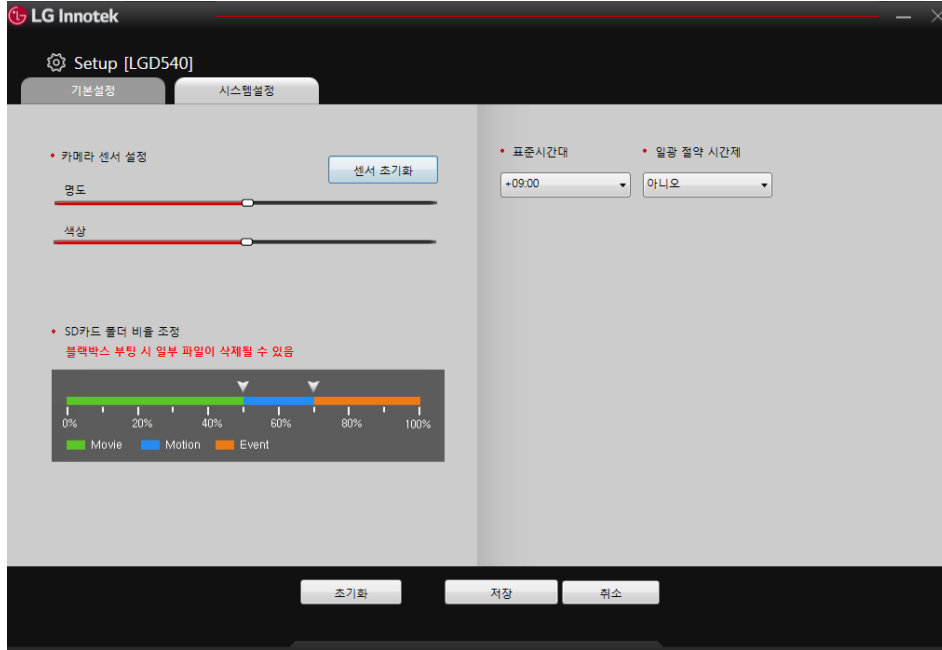 LG Innotek
Setup [LGD540]
기본설정 시스템설정
• 카메라 센서 설정
센서 초기화
명도
색상
• SD카드 폴더 비율 조정
블랙박스 부팅 시 일부 파일이 삭제될 수 있음
0% 20% 40% 60% 80% 100%
Movie Motion Event
• 표준시간대 • 일광 절약 시간제
+09:00 아니오
초기화 저장 취소